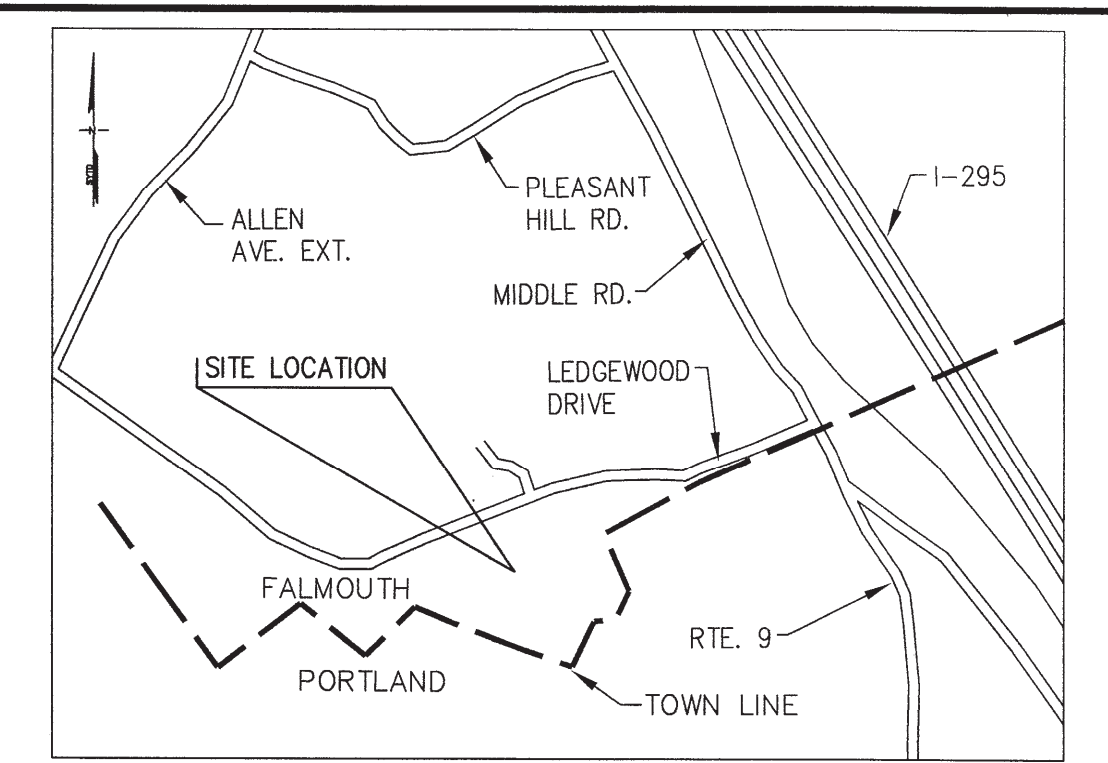 PLEASANT
HILL RD.
I-295
ALLEN
AVE. EXT.
MIDDLE RD.
SITE LOCATION
LEDGEWOOD
DRIVE
FALMOUTH
RTE. 9
PORTLAND
TOWN LINE